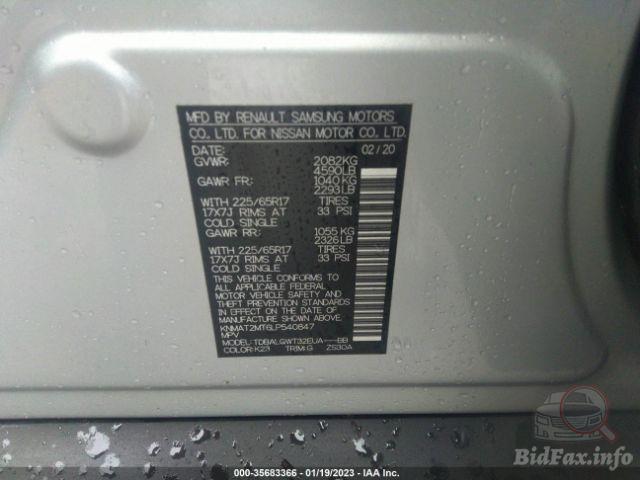 MFD BY RENAULT SAMSUNG MOTORS
CO. LTD. FOR NISSAN MOTOR CO. LTD.
DATE: 02/20
GVWR: 2082KG
4590LB
GAWR FR: 1040 KG
2293LB
WITH 225/65R17 TIRES
17X7J RIMS AT 33 PSI
COLD SINGLE
GAWR RR: 1055 KG
2326LB
WITH 225/65R17 TIRES
17X7J RIMS AT 33 PSI
COLD SINGLE
THIS VEHICLE CONFORMS TO
ALL APPLICABLE FEDERAL
MOTOR VEHICLE SAFETY AND
THEFT PREVENTION STANDARDS
IN EFFECT ON THE DATE OF
MANUFACTURE SHOWN ABOVE.
KNMAT2MT6LP540847
MPV
MODEL: TDBALGWT32EUA---BB
COLOR:K23 TRIM:G ZS30A
000-35683366 - 01/19/2023 - IAA Inc.
BidFax.info